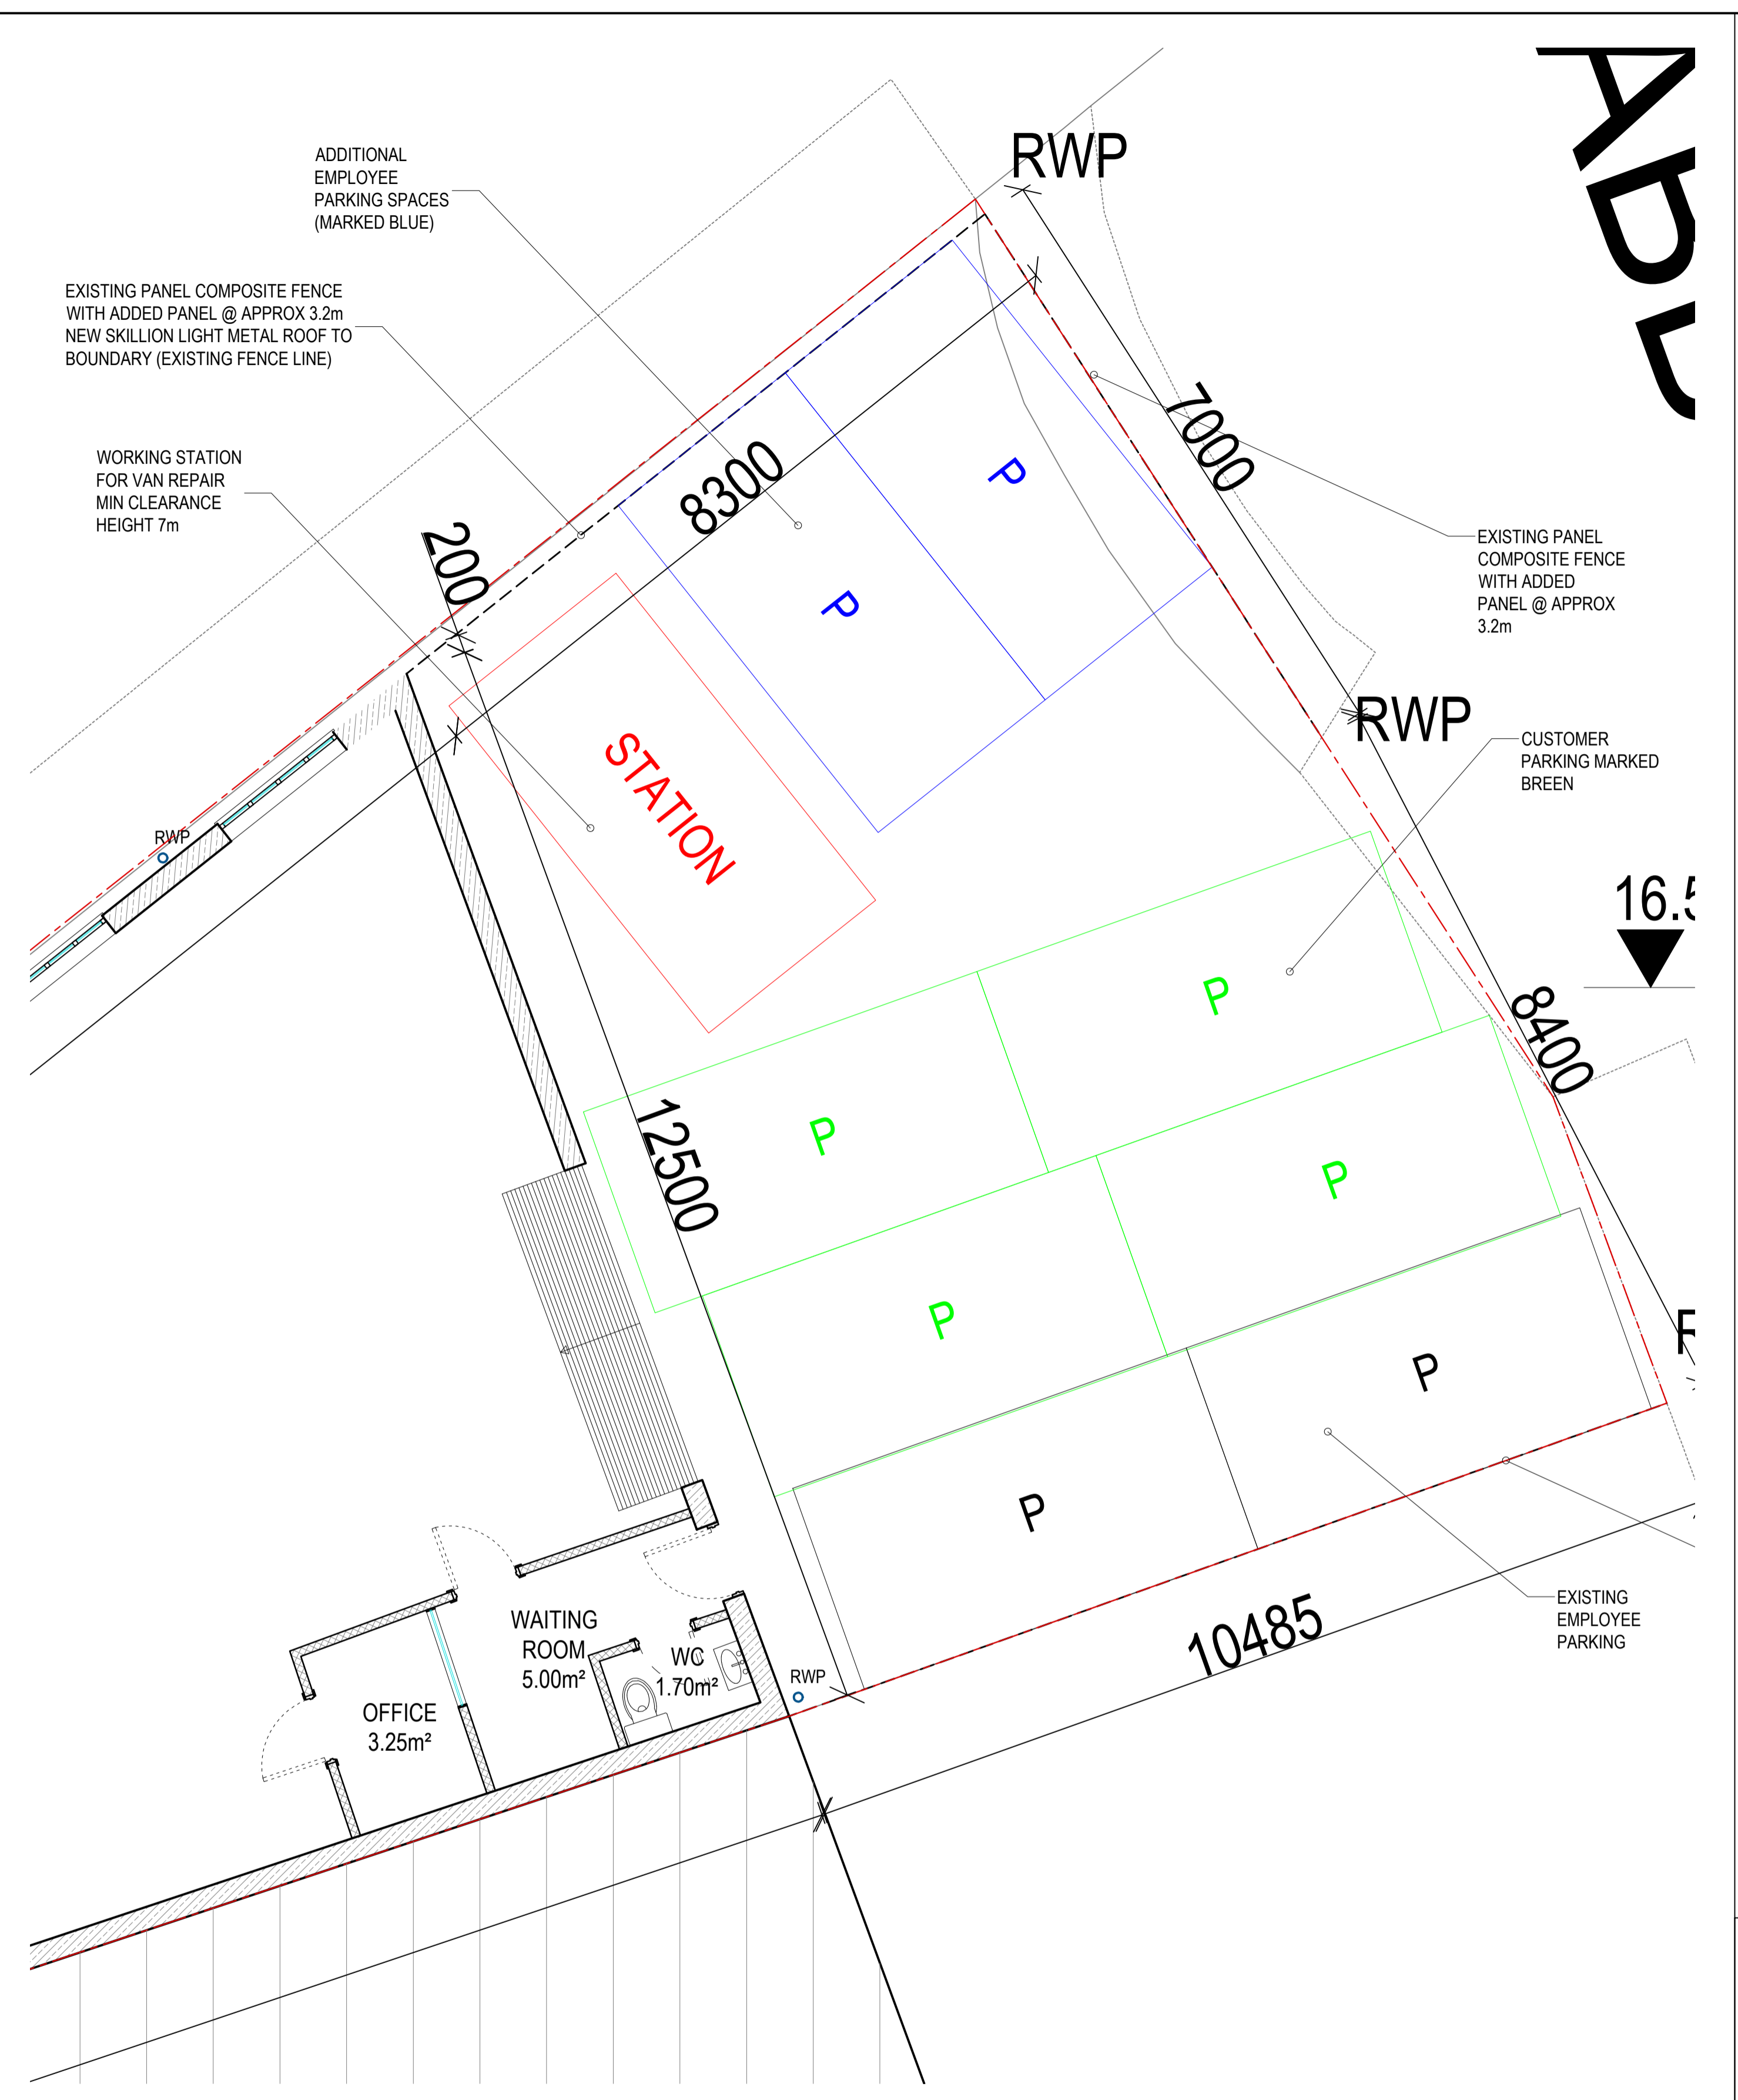 RWP
ADDITIONAL
EMPLOYEE
PARKING SPACES
(MARKED BLUE)
EXISTING PANEL COMPOSITE FENCE
WITH ADDED PANEL @ APPROX 3.2m
NEW SKILLION LIGHT METAL ROOF TO
BOUNDARY (EXISTING FENCE LINE)
WORKING STATION
FOR VAN REPAIR
MIN CLEARANCE
HEIGHT 7m
7000
8300
200
P
P
EXISTING PANEL
COMPOSITE FENCE
WITH ADDED
PANEL @ APPROX
3.2m
RWP
CUSTOMER
PARKING MARKED
BREEN
STATION
RWP
16.5
8400
P
P
12500
P
P
P
P
EXISTING
EMPLOYEE
PARKING
10485
WAITING
ROOM
5.00m²
WC
1.70m²
RWP
OFFICE
3.25m²